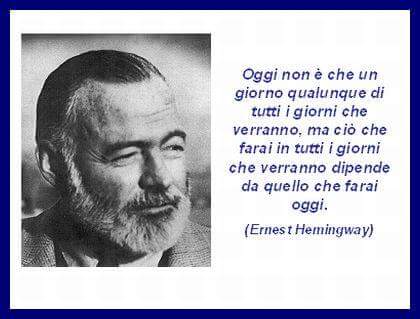 Oggi non è che un
giorno qualunque di
tutti i giorni che
verranno, ma ciò che
farai in tutti i giorni
che verranno dipende
da quello che farai
oggi.
(Ernest Hemingway)